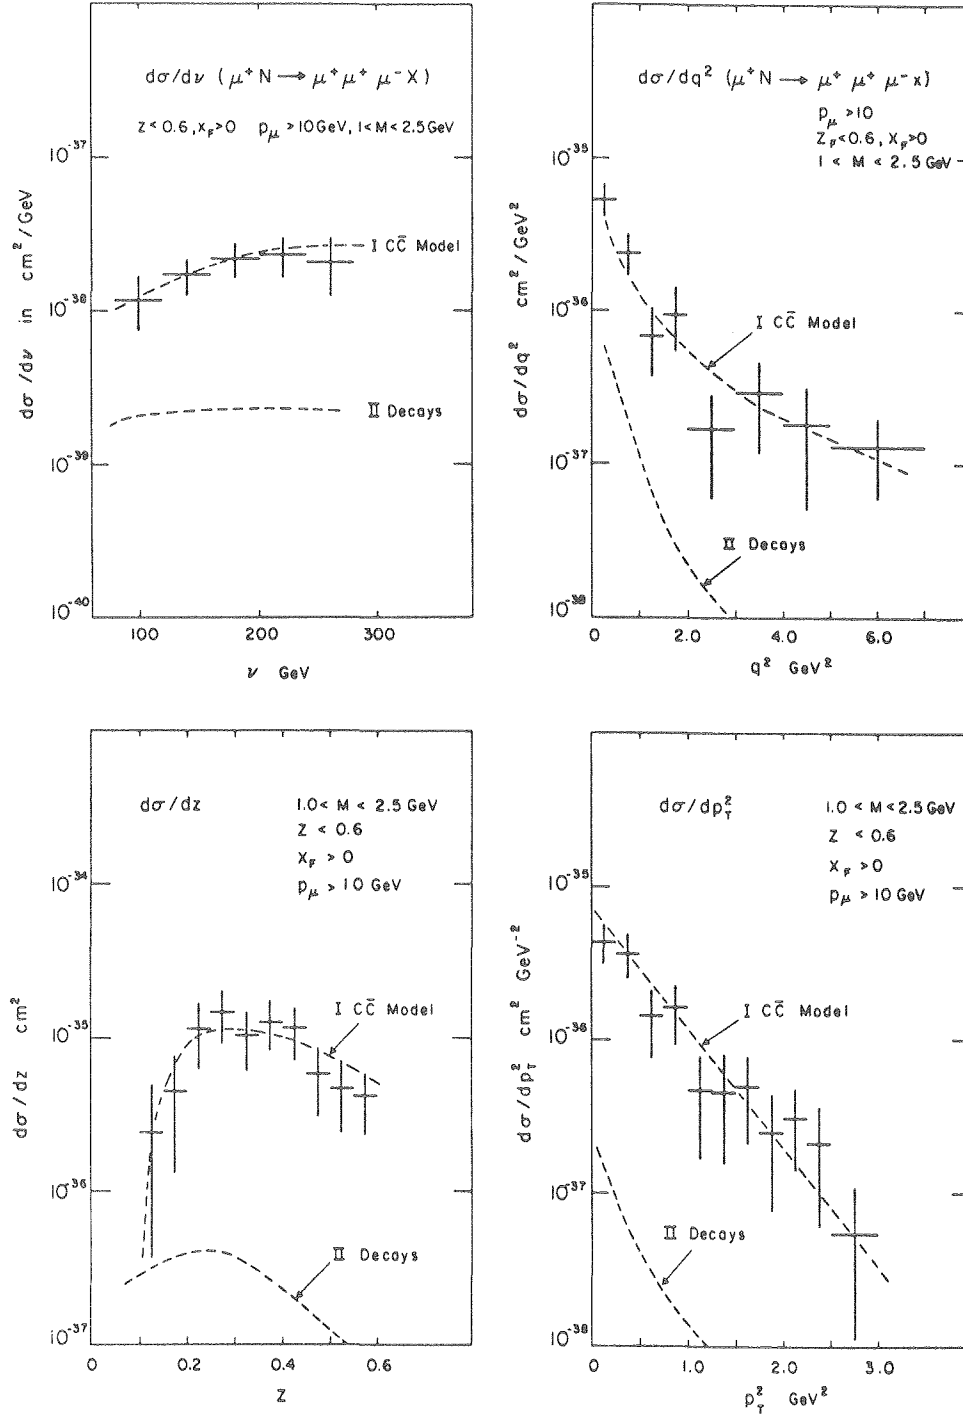 dσ/dν (μ⁺N → μ⁺μ⁺ μ⁻X)
Z<0.6, X_F>0 p_μ >10GeV, 1<M<2.5GeV
10⁻³⁷
10⁻³⁸
10⁻³⁹
10⁻⁴⁰
I CC̄ Model
II Decays
100 200 300
ν GeV
dσ/dν in cm²/GeV
dσ/dq² (μ⁺N → μ⁺ μ⁺ μ⁻x)
p_μ >10
Z_F<0.6, X_F>0
1 < M < 2.5 GeV
10⁻³⁵
10⁻³⁶
10⁻³⁷
10⁻³⁸
I CC̄ Model
II Decays
0 2.0 4.0 6.0
q² GeV²
dσ/dq² cm²/GeV²
dσ/dz
1.0< M < 2.5 GeV
Z < 0.6
X_F > 0
p_μ > 10 GeV
10⁻³⁴
10⁻³⁵
10⁻³⁶
10⁻³⁷
I CC̄ Model
II Decays
0 0.2 0.4 0.6
Z
dσ/dz cm²
dσ/dp_T²
1.0 < M<2.5 GeV
Z <0.6
X_F > 0
p_μ >10GeV
10⁻³⁵
10⁻³⁶
10⁻³⁷
10⁻³⁸
I CC̄ Model
II Decays
0 1.0 2.0 3.0
p_T² GeV²
dσ/dp_T² cm² GeV⁻²